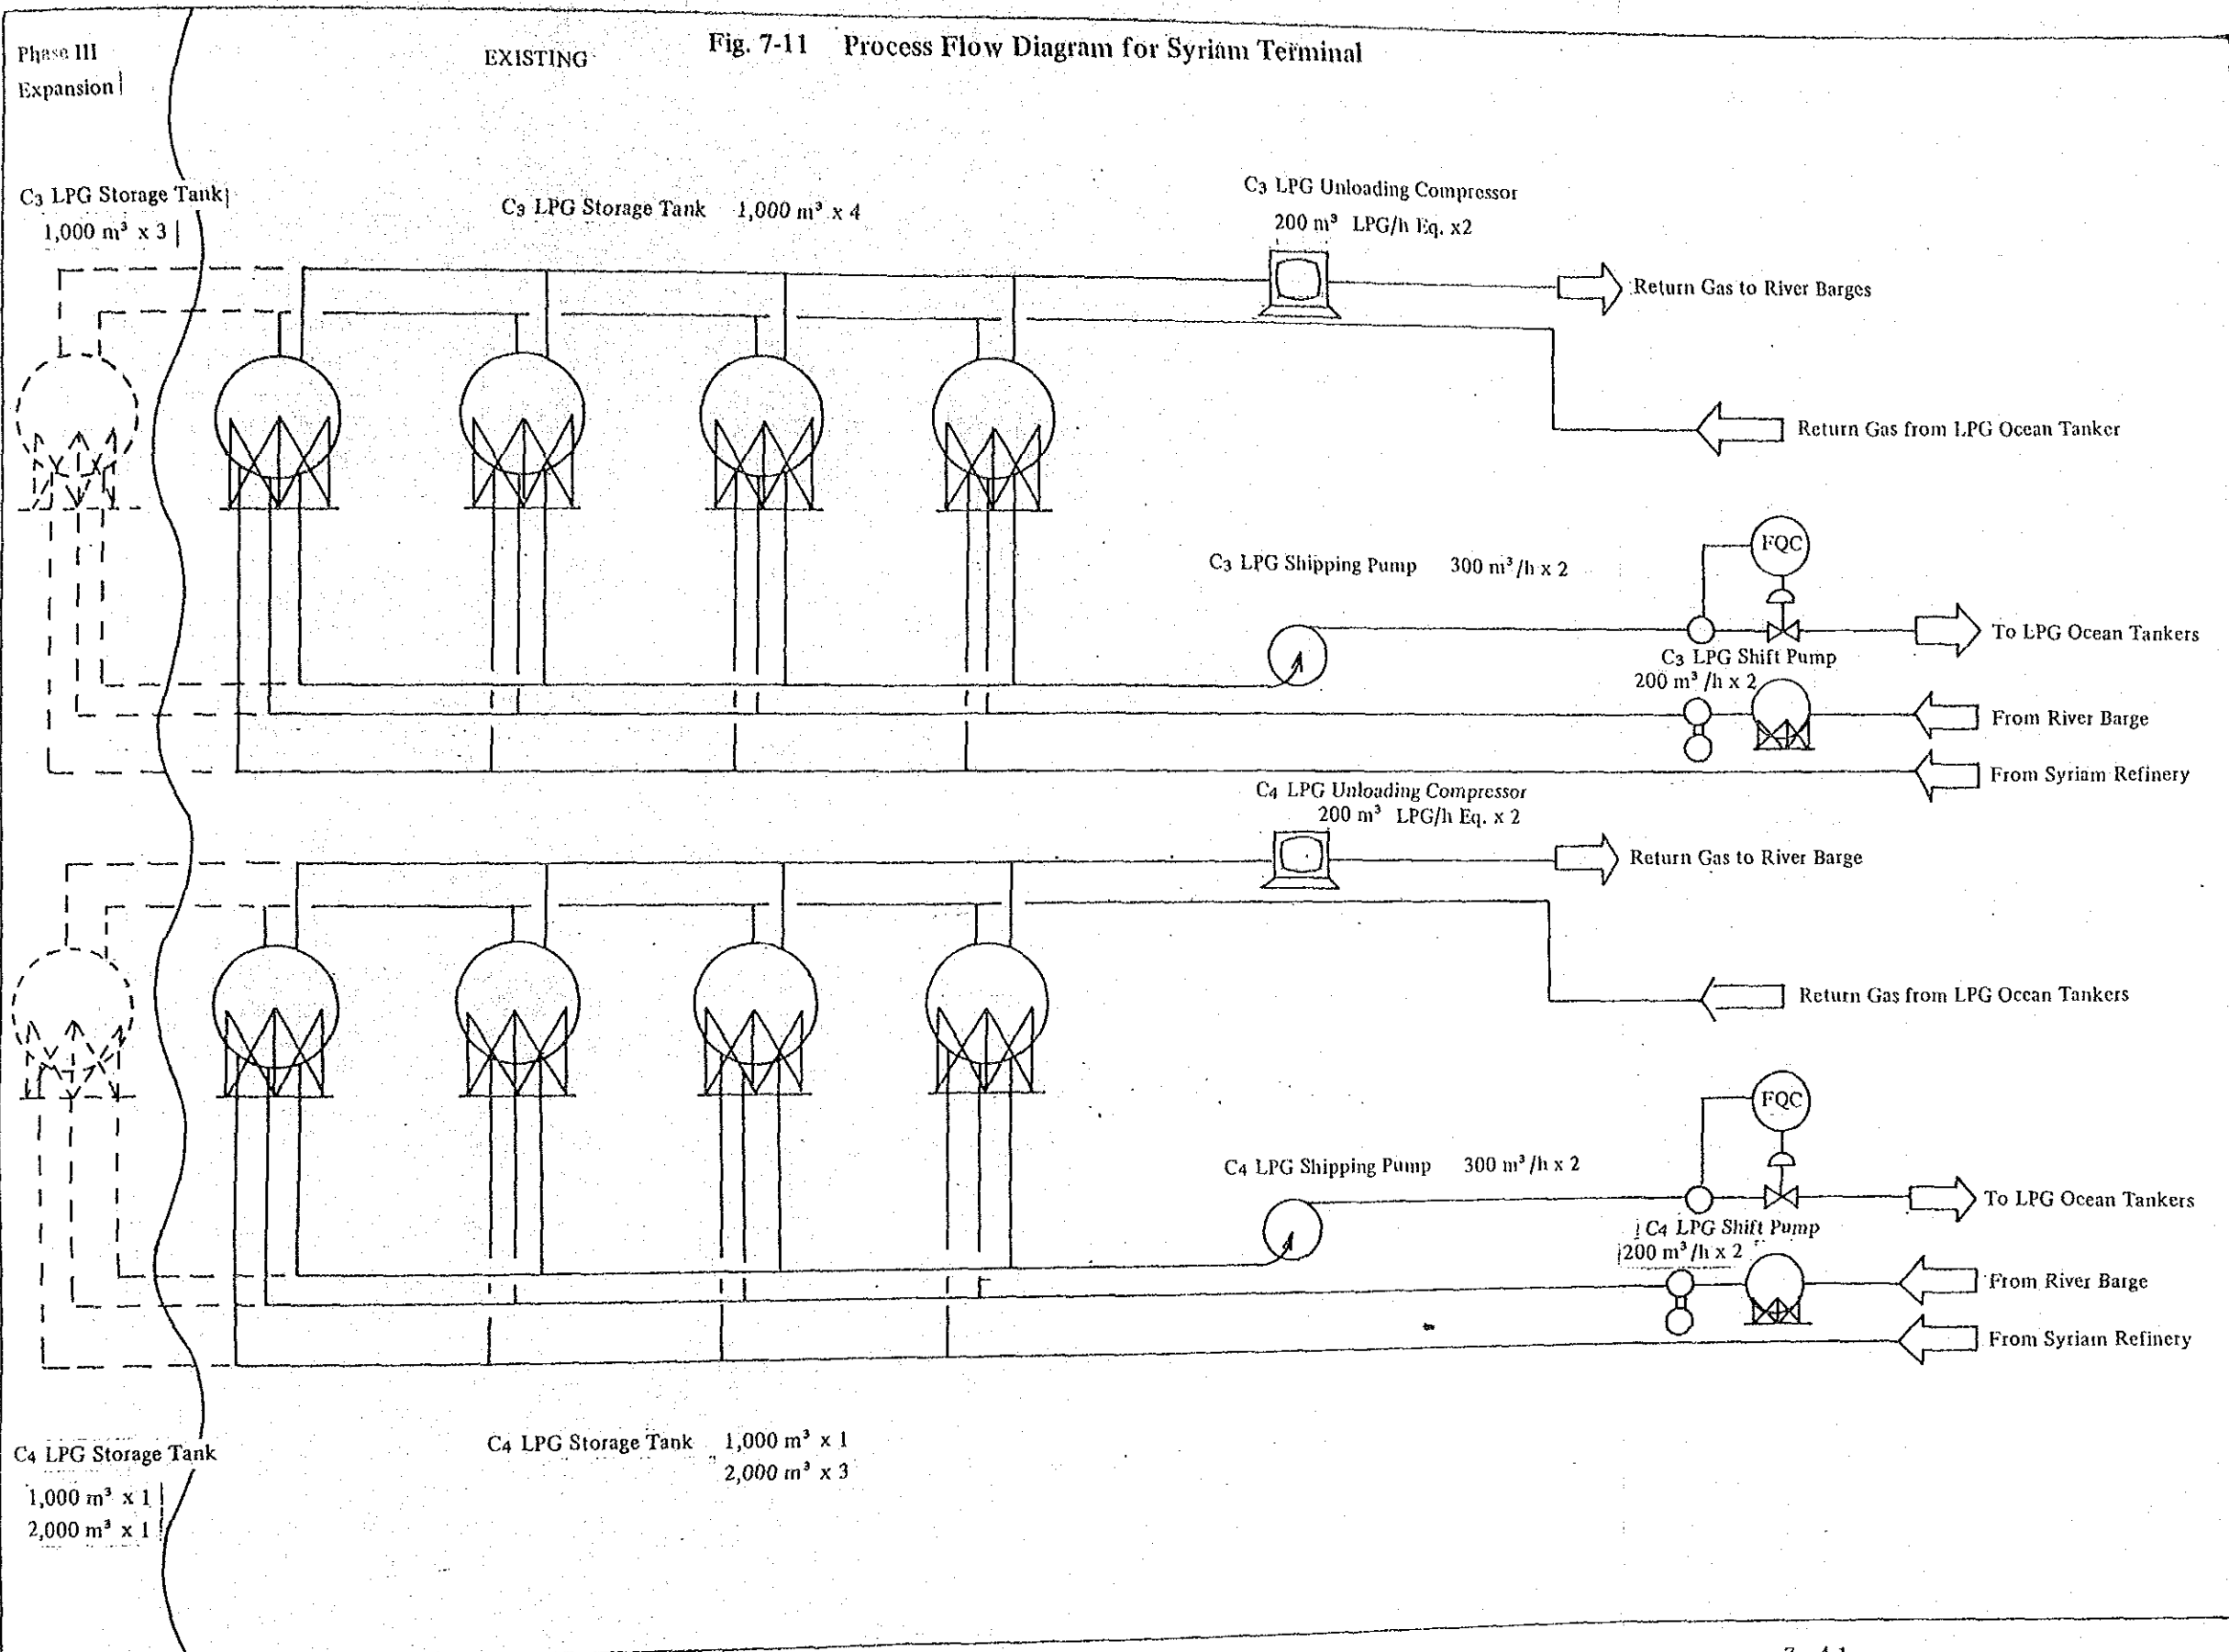 Phase III
Expansion
EXISTING
Fig. 7-11 Process Flow Diagram for Syriam Terminal
C3 LPG Storage Tank
1,000 m³ x 3
C3 LPG Storage Tank 1,000 m³ x 4
C3 LPG Unloading Compressor
200 m³ LPG/h Eq. x2
Return Gas to River Barges
Return Gas from LPG Ocean Tanker
C3 LPG Shipping Pump 300 m³/h x 2
FQC
To LPG Ocean Tankers
C3 LPG Shift Pump
200 m³/h x 2
From River Barge
From Syriam Refinery
C4 LPG Unloading Compressor
200 m³ LPG/h Eq. x 2
Return Gas to River Barge
Return Gas from LPG Ocean Tankers
C4 LPG Shipping Pump 300 m³/h x 2
FQC
To LPG Ocean Tankers
C4 LPG Shift Pump
200 m³/h x 2
From River Barge
From Syriam Refinery
C4 LPG Storage Tank
1,000 m³ x 1
2,000 m³ x 1
C4 LPG Storage Tank 1,000 m³ x 1
2,000 m³ x 3